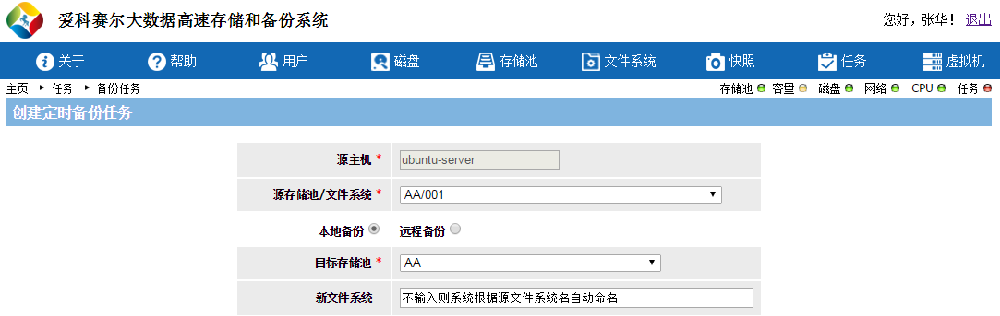 爱科赛尔大数据高速存储和备份系统
您好，张华！ 退出
关于 帮助 用户 磁盘 存储池 文件系统 快照 任务 虚拟机
主页 任务 备份任务 存储池 容量 磁盘 网络 CPU 任务
创建定时备份任务
源主机 * ubuntu-server
源存储池/文件系统 * AA/001
本地备份 远程备份
目标存储池 * AA
新文件系统 不输入则系统根据源文件系统名自动命名